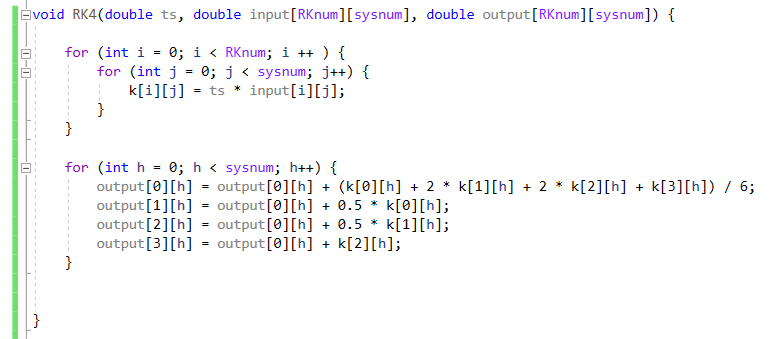 void RK4(double ts, double input[RKnum][sysnum], double output[RKnum][sysnum]) {
for (int i = 0; i < RKnum; i ++ ) {
for (int j = 0; j < sysnum; j++) {
k[i][j] = ts * input[i][j];
}
}
for (int h = 0; h < sysnum; h++) {
output[0][h] = output[0][h] + (k[0][h] + 2 * k[1][h] + 2 * k[2][h] + k[3][h]) / 6;
output[1][h] = output[0][h] + 0.5 * k[0][h];
output[2][h] = output[0][h] + 0.5 * k[1][h];
output[3][h] = output[0][h] + k[2][h];
}
}